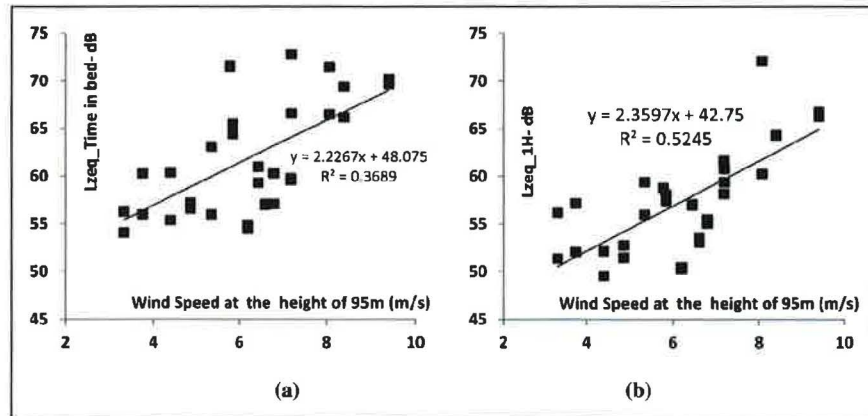 75
70
65
60
55
50
45
Lzeq_Time in bed- dB
y = 2.2267x + 48.075
R² = 0.3689
Wind Speed at the height of 95m (m/s)
2 4 6 8 10
(a)
75
70
65
60
55
50
45
Lzeq_1H- dB
y = 2.3597x + 42.75
R² = 0.5245
Wind Speed at the height of 95m (m/s)
2 4 6 8 10
(b)